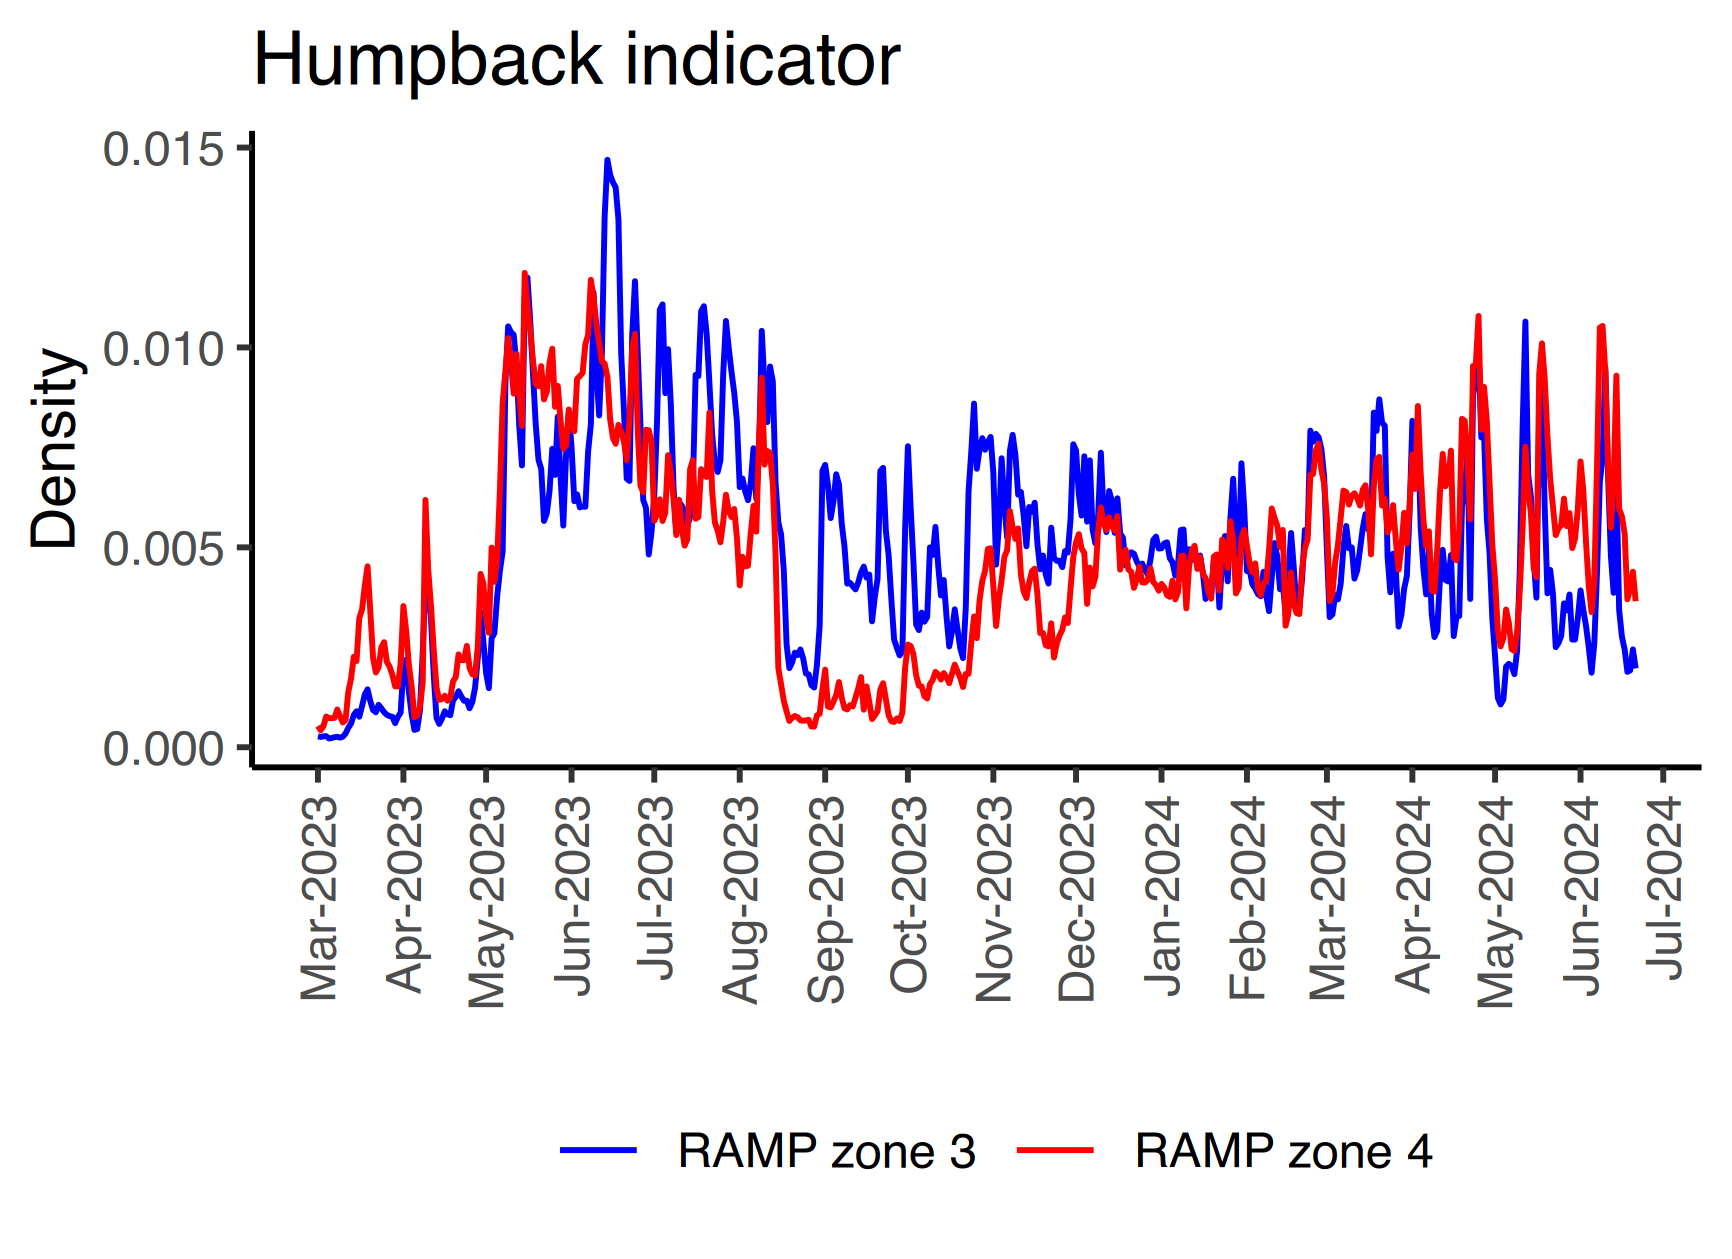 Humpback indicator
Density
0.015
0.010
0.005
0.000
Mar-2023
Apr-2023
May-2023
Jun-2023
Jul-2023
Aug-2023
Sep-2023
Oct-2023
Nov-2023
Dec-2023
Jan-2024
Feb-2024
Mar-2024
Apr-2024
May-2024
Jun-2024
Jul-2024
RAMP zone 3
RAMP zone 4